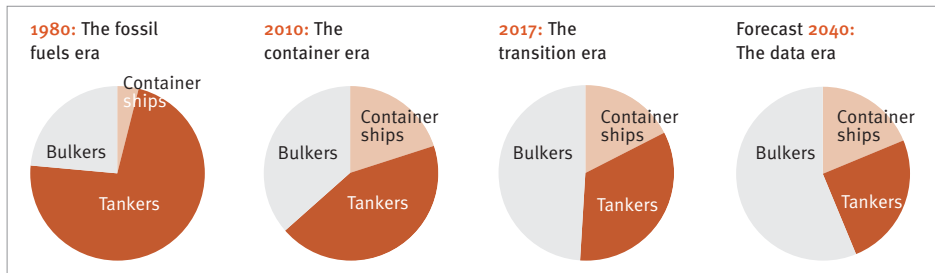 1980: The fossil
fuels era
Container
ships
Bulkers
Tankers
2010: The
container era
Container
ships
Bulkers
Tankers
2017: The
transition era
Container
ships
Bulkers
Tankers
Forecast 2040:
The data era
Container
ships
Bulkers
Tankers